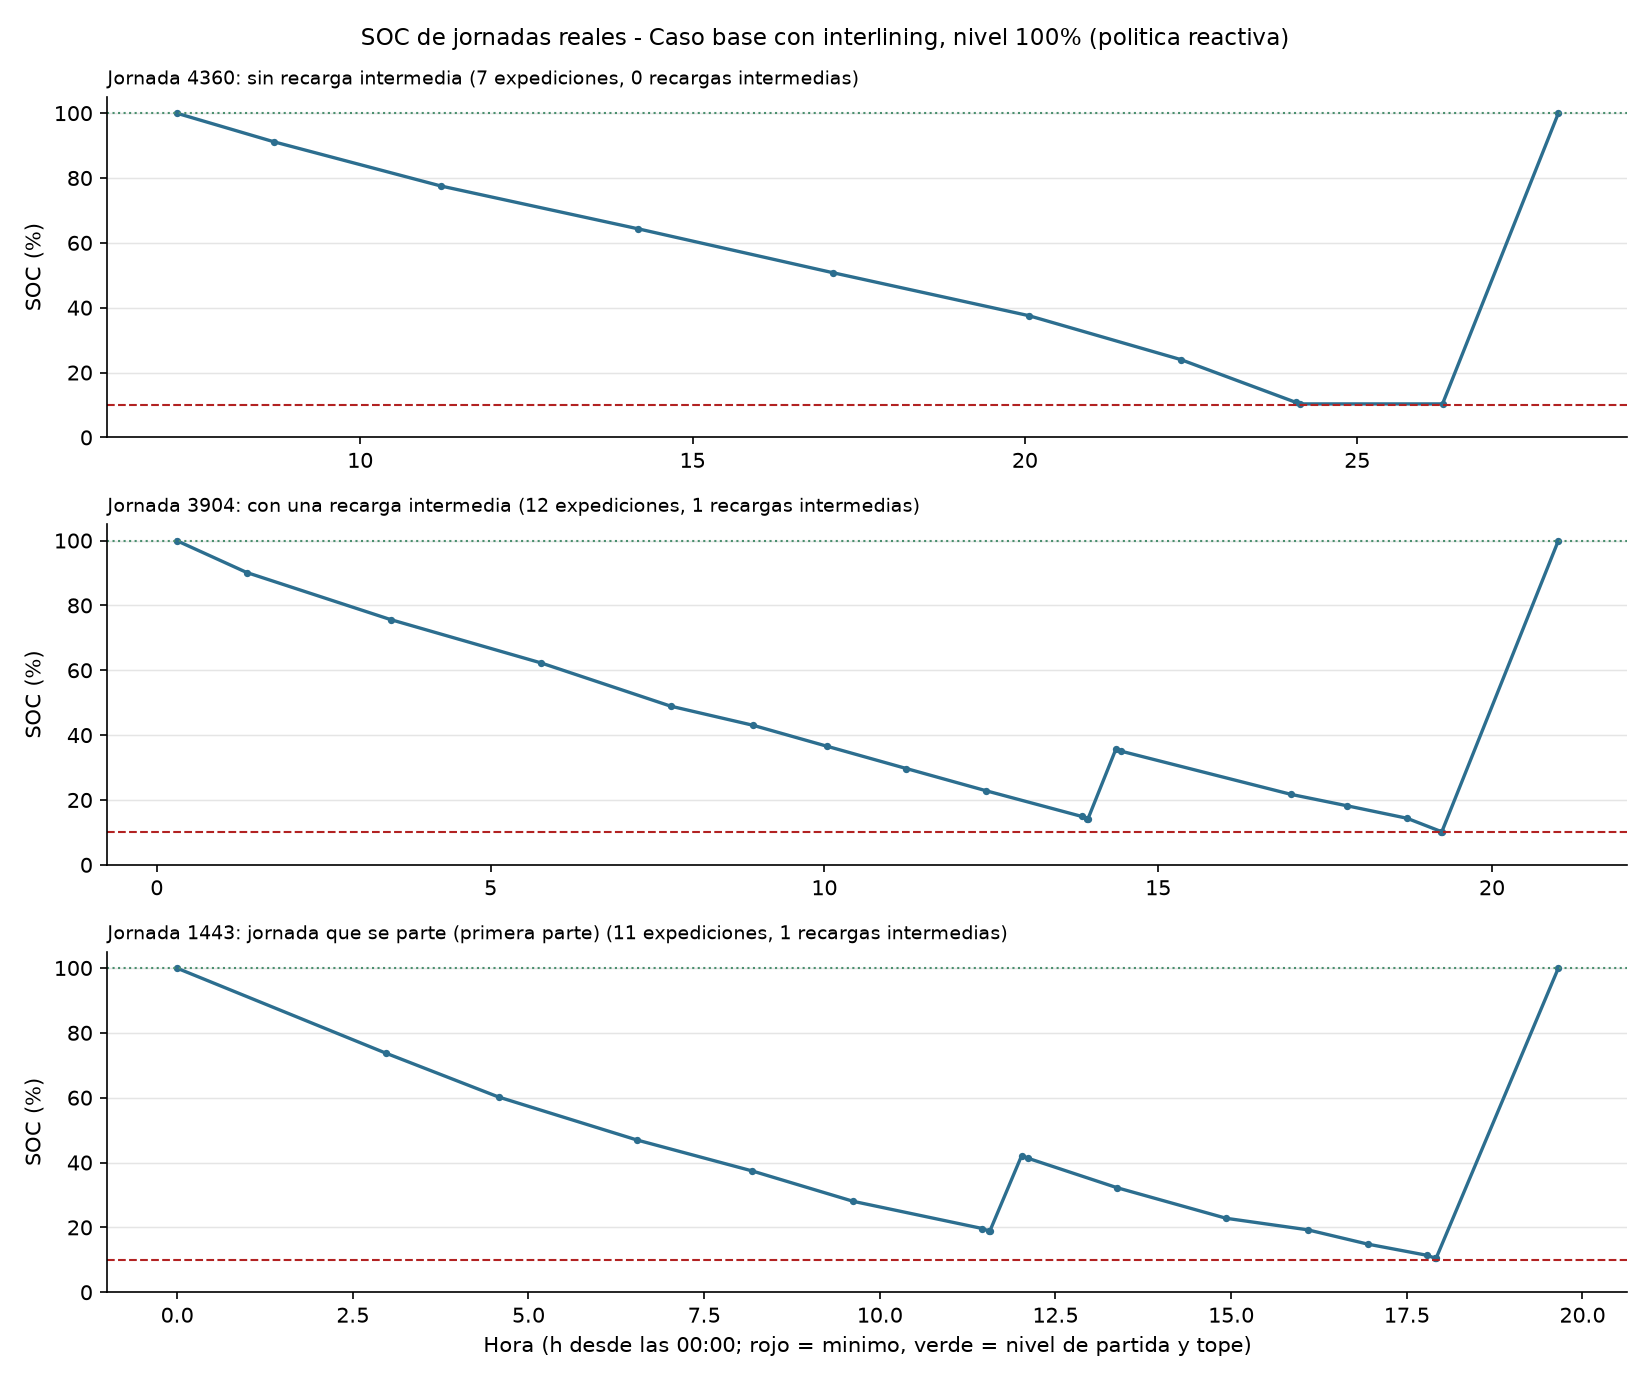 SOC de jornadas reales - Caso base con interlining, nivel 100% (politica reactiva)
Jornada 4360: sin recarga intermedia (7 expediciones, 0 recargas intermedias)
100
80
60
40
20
0
SOC (%)
10 15 20 25
Jornada 3904: con una recarga intermedia (12 expediciones, 1 recargas intermedias)
100
80
60
40
20
0
SOC (%)
0 5 10 15 20
Jornada 1443: jornada que se parte (primera parte) (11 expediciones, 1 recargas intermedias)
100
80
60
40
20
0
SOC (%)
0.0 2.5 5.0 7.5 10.0 12.5 15.0 17.5 20.0
Hora (h desde las 00:00; rojo = minimo, verde = nivel de partida y tope)